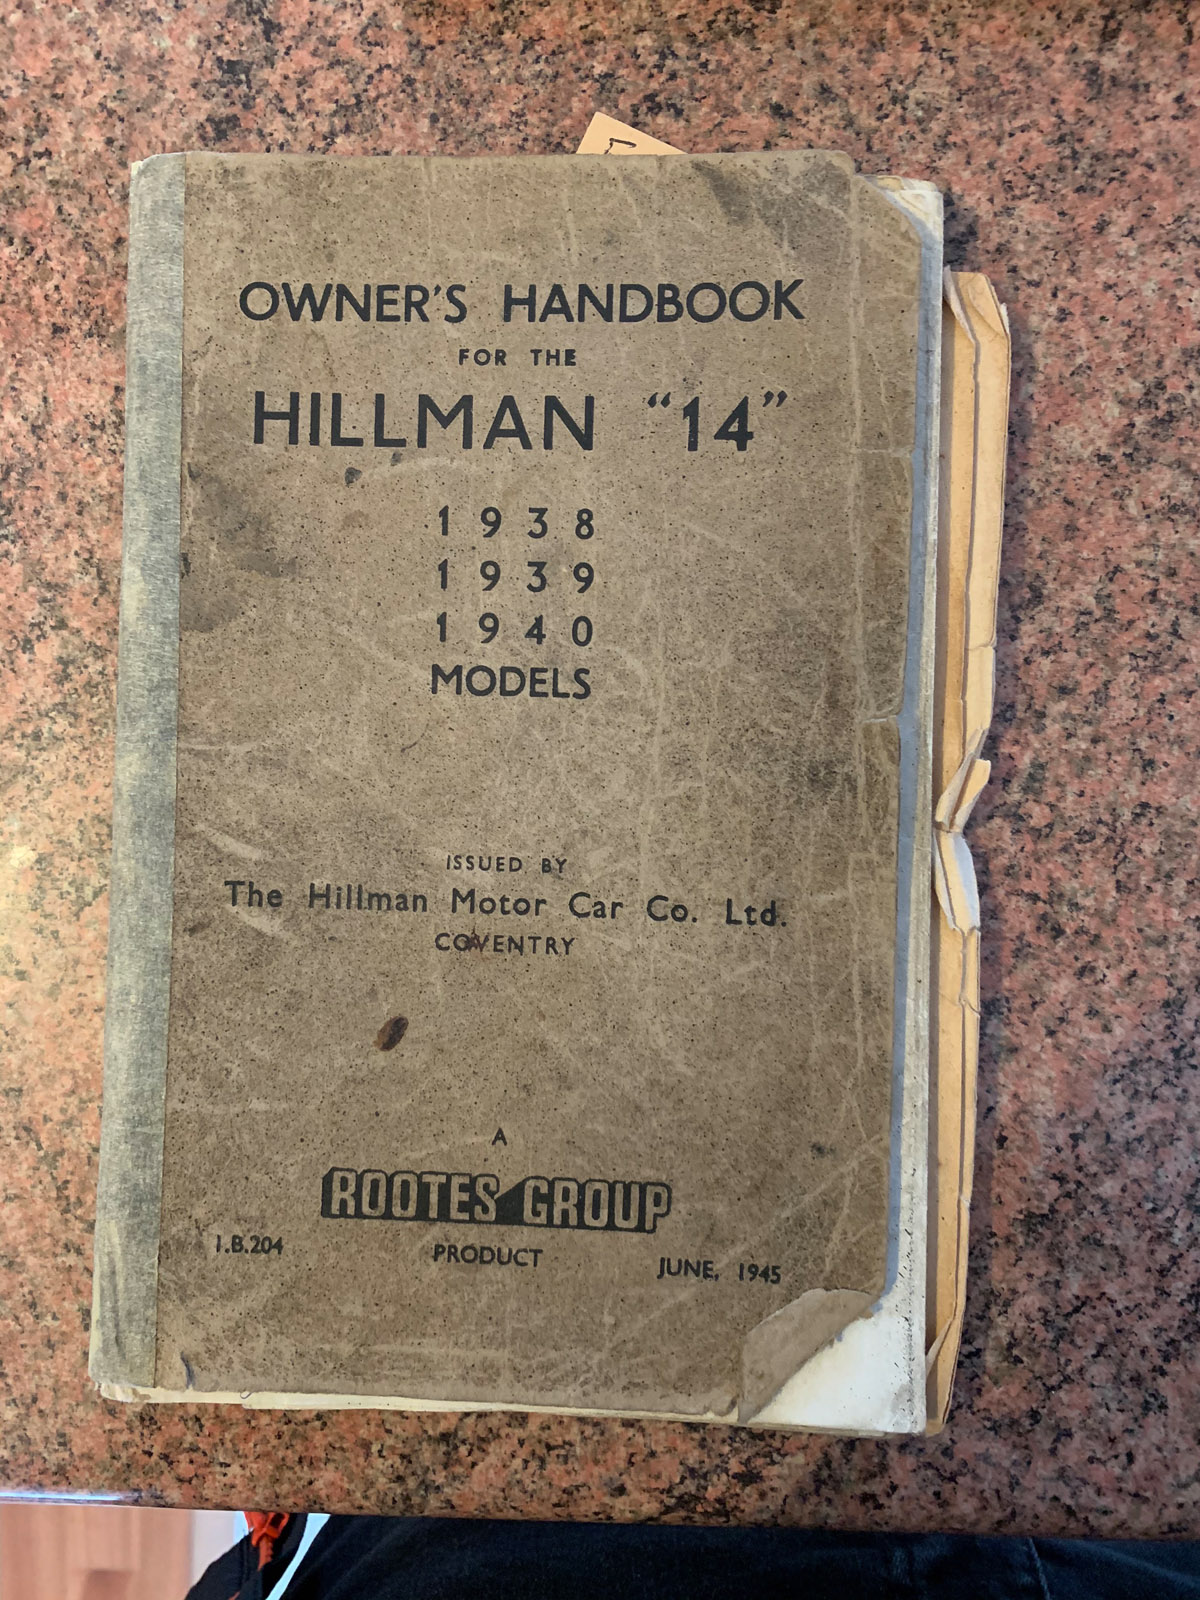 OWNER'S HANDBOOK
FOR THE
HILLMAN “14”
1938
1939
1940
MODELS
ISSUED BY
The Hillman Motor Car Co. Ltd.
COVENTRY
A
ROOTES GROUP
I.B.204 PRODUCT JUNE, 1945